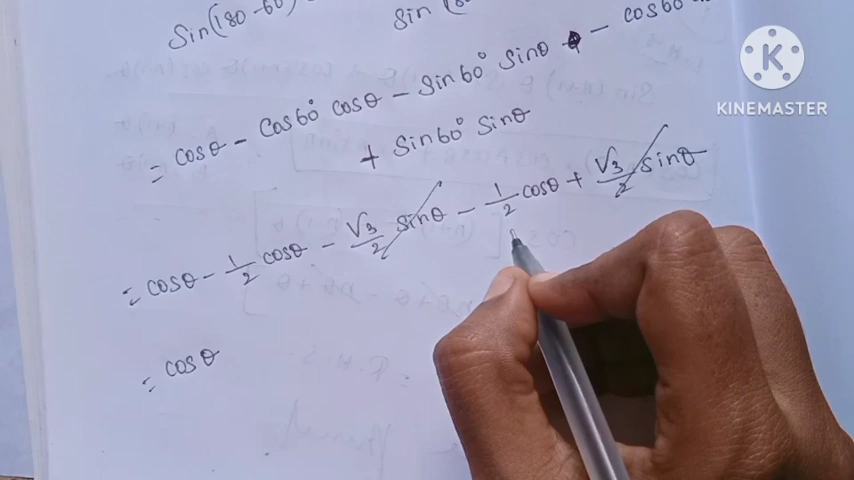 Sin(180-60)
Sin (180
KINEMASTER
= cosθ - cos60° cosθ - Sin60° Sinθ - cos60°
+ Sin60° Sinθ
= cosθ - 1/2 cosθ - √3/2 Sinθ - 1/2 cosθ + √3/2 Sinθ
= cosθ